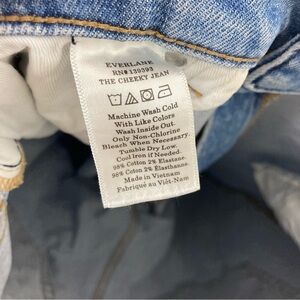 EVERLANE
RN#139393
THE CHEEKY JEAN
Machine Wash Cold
With Like Colors
Wash Inside Out.
Only Non-Chlorine
Bleach When Necessary.
Tumble Dry Low.
Cool Iron if Needed.
98% Cotton 2% Elastane.
98% Coton 2% Élasthanne.
Made in Vietnam
Fabriqué au Viêt-Nam